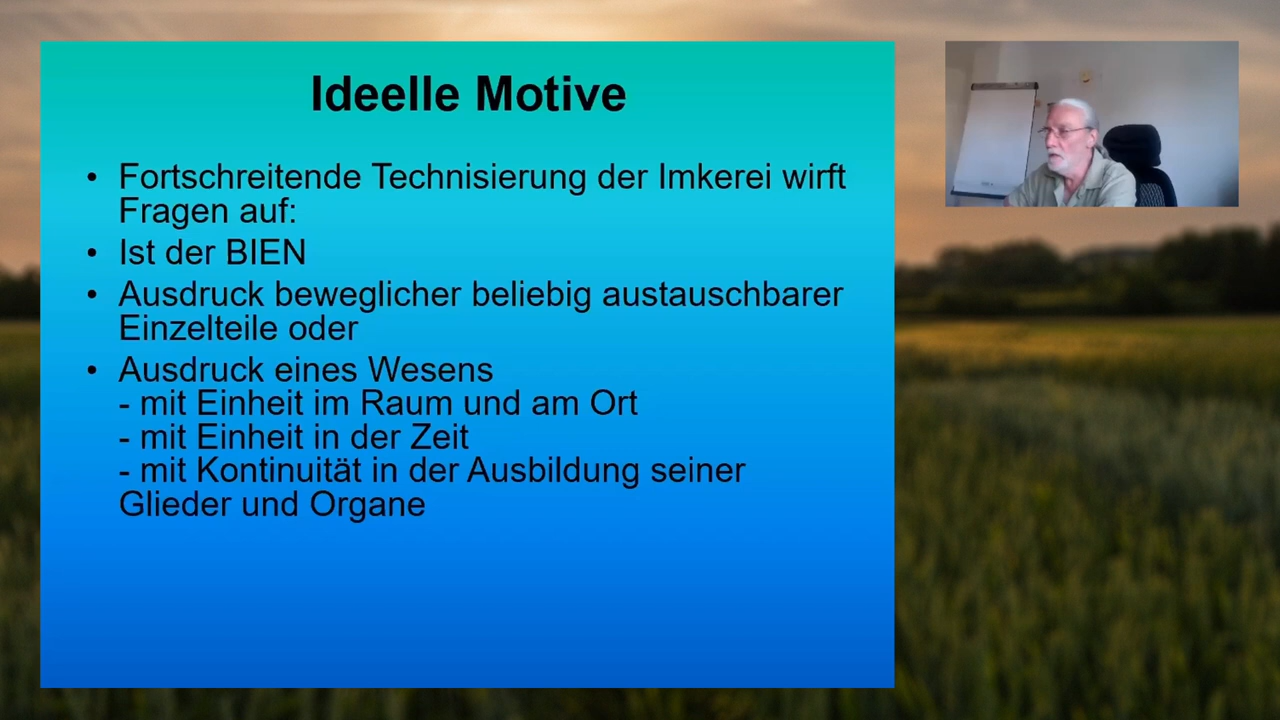 Ideelle Motive
• Fortschreitende Technisierung der Imkerei wirft
Fragen auf:
• Ist der BIEN
• Ausdruck beweglicher beliebig austauschbarer
Einzelteile oder
• Ausdruck eines Wesens
- mit Einheit im Raum und am Ort
- mit Einheit in der Zeit
- mit Kontinuität in der Ausbildung seiner
Glieder und Organe